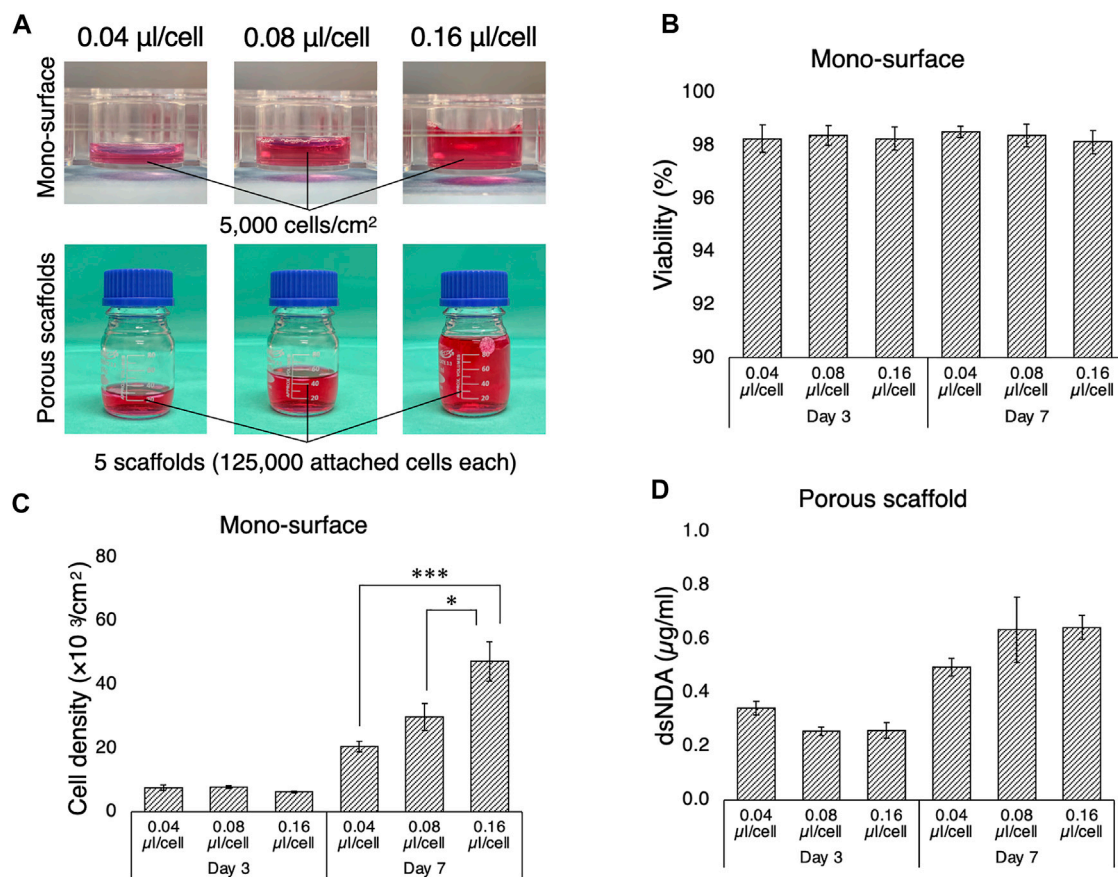 A
0.04 µl/cell
0.08 µl/cell
0.16 µl/cell
Mono-surface
5,000 cells/cm²
Porous scaffolds
80
40
20
80
60
40
20
5 scaffolds (125,000 attached cells each)
B
Mono-surface
Viability (%)
100
98
96
94
92
90
0.04 0.08 0.16 0.04 0.08 0.16
µl/cell µl/cell µl/cell µl/cell µl/cell µl/cell
Day 3 Day 7
C
Mono-surface
Cell density (×10 ³/cm²)
80
60
40
20
0
***
*
0.04 0.08 0.16 0.04 0.08 0.16
µl/cell µl/cell µl/cell µl/cell µl/cell µl/cell
Day 3 Day 7
D
Porous scaffold
dsNDA (µg/ml)
1.0
0.8
0.6
0.4
0.2
0.0
0.04 0.08 0.16 0.04 0.08 0.16
µl/cell µl/cell µl/cell µl/cell µl/cell µl/cell
Day 3 Day 7